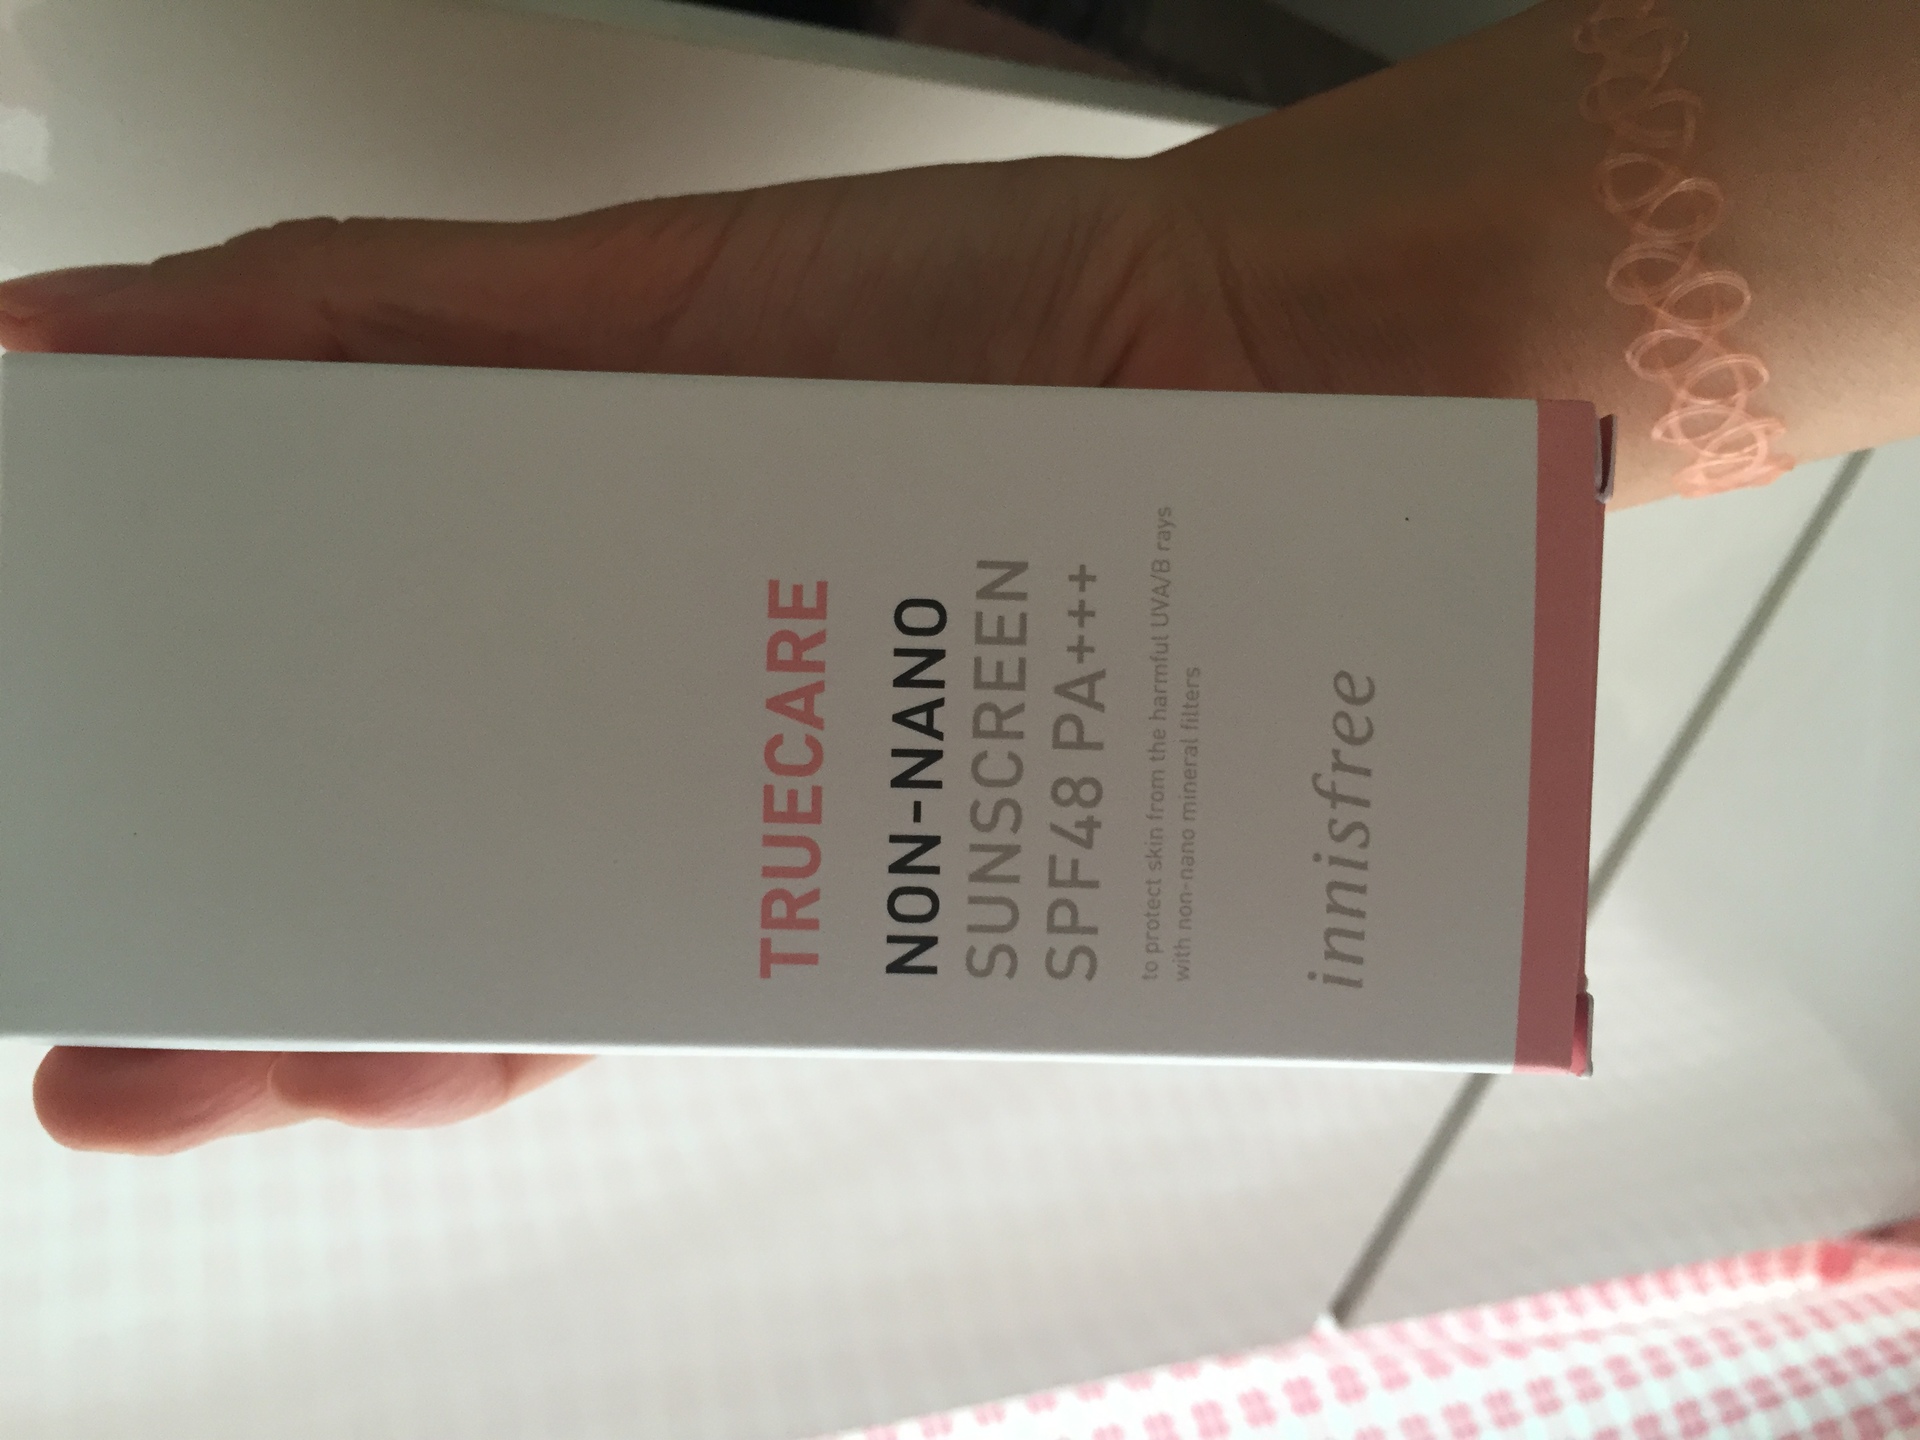 TRUECARE
NON-NANO
SUNSCREEN
SPF48 PA+++
to protect skin from the harmful UVA/B rays
with non-nano mineral filters
innisfree